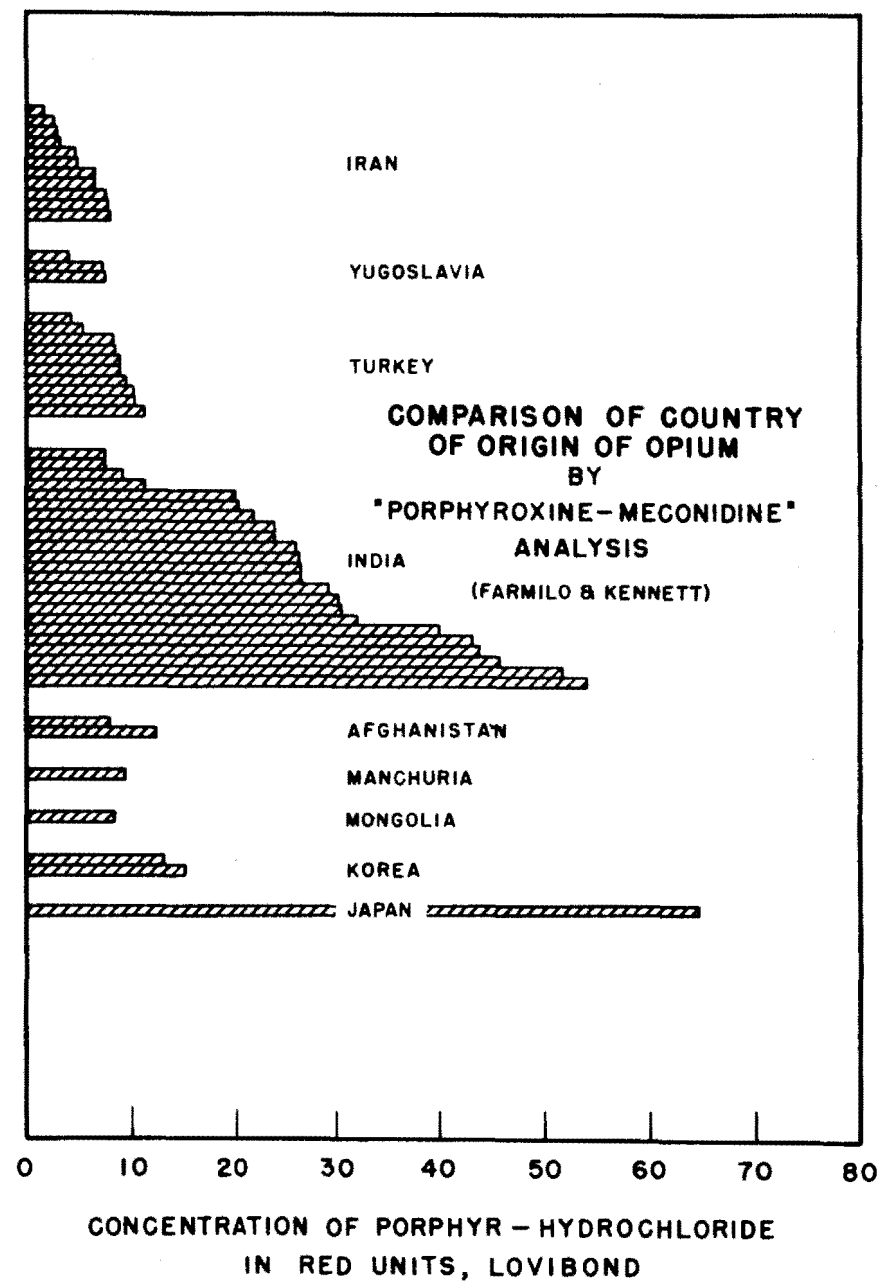 IRAN
YUGOSLAVIA
TURKEY
COMPARISON OF COUNTRY
OF ORIGIN OF OPIUM
BY
"PORPHYROXINE-MECONIDINE"
ANALYSIS
INDIA
(FARMILO & KENNETT)
AFGHANISTAN
MANCHURIA
MONGOLIA
KOREA
JAPAN
0 10 20 30 40 50 60 70 80
CONCENTRATION OF PORPHYR-HYDROCHLORIDE
IN RED UNITS, LOVIBOND